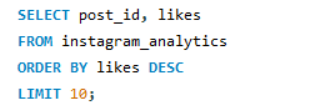 SELECT post_id, likes
FROM instagram_analytics
ORDER BY likes DESC
LIMIT 10;